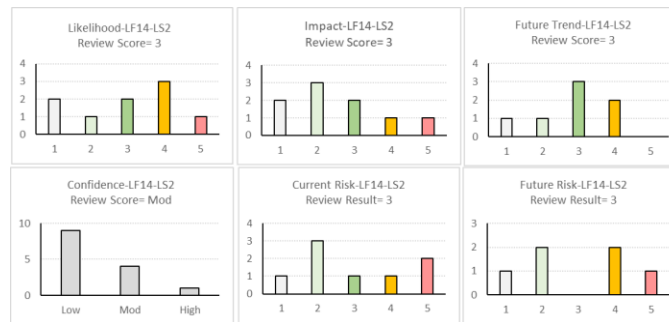 Likelihood-LF14-LS2
Review Score= 3
4
3
2
1
0
1 2 3 4 5
Impact-LF14-LS2
Review Score= 3
4
3
2
1
0
1 2 3 4 5
Future Trend-LF14-LS2
Review Score= 3
4
3
2
1
0
1 2 3 4 5
Confidence-LF14-LS2
Review Score= Mod
10
5
0
Low Mod High
Current Risk-LF14-LS2
Review Result= 3
4
3
2
1
0
1 2 3 4 5
Future Risk-LF14-LS2
Review Result= 3
3
2
1
0
1 2 3 4 5